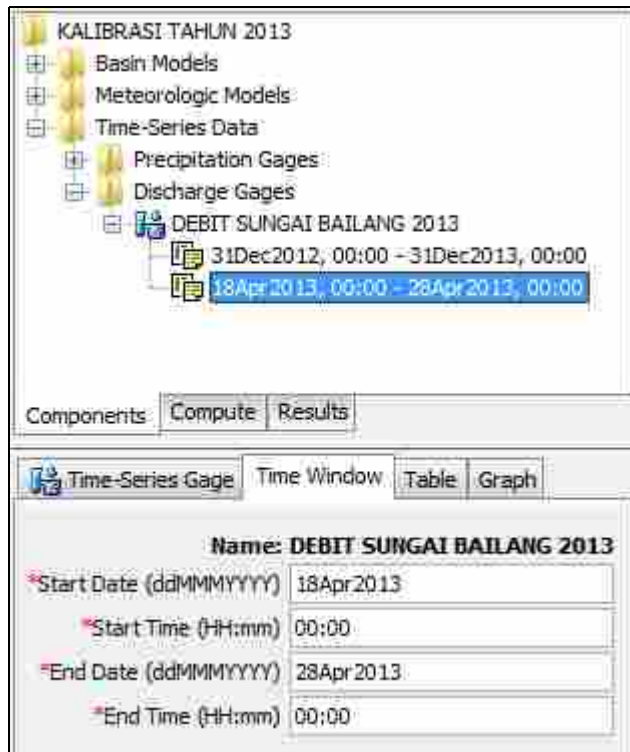 KALIBRASI TAHUN 2013
Basin Models
Meteorologic Models
Time-Series Data
Precipitation Gages
Discharge Gages
DEBIT SUNGAI BAILANG 2013
31Dec2012, 00:00 - 31Dec2013, 00:00
18Apr2013, 00:00 - 28Apr2013, 00:00
Components Compute Results
Time-Series Gage Time Window Table Graph
Name: DEBIT SUNGAI BAILANG 2013
*Start Date (ddMMMYYYY) 18Apr2013
*Start Time (HH:mm) 00:00
*End Date (ddMMMYYYY) 28Apr2013
*End Time (HH:mm) 00:00